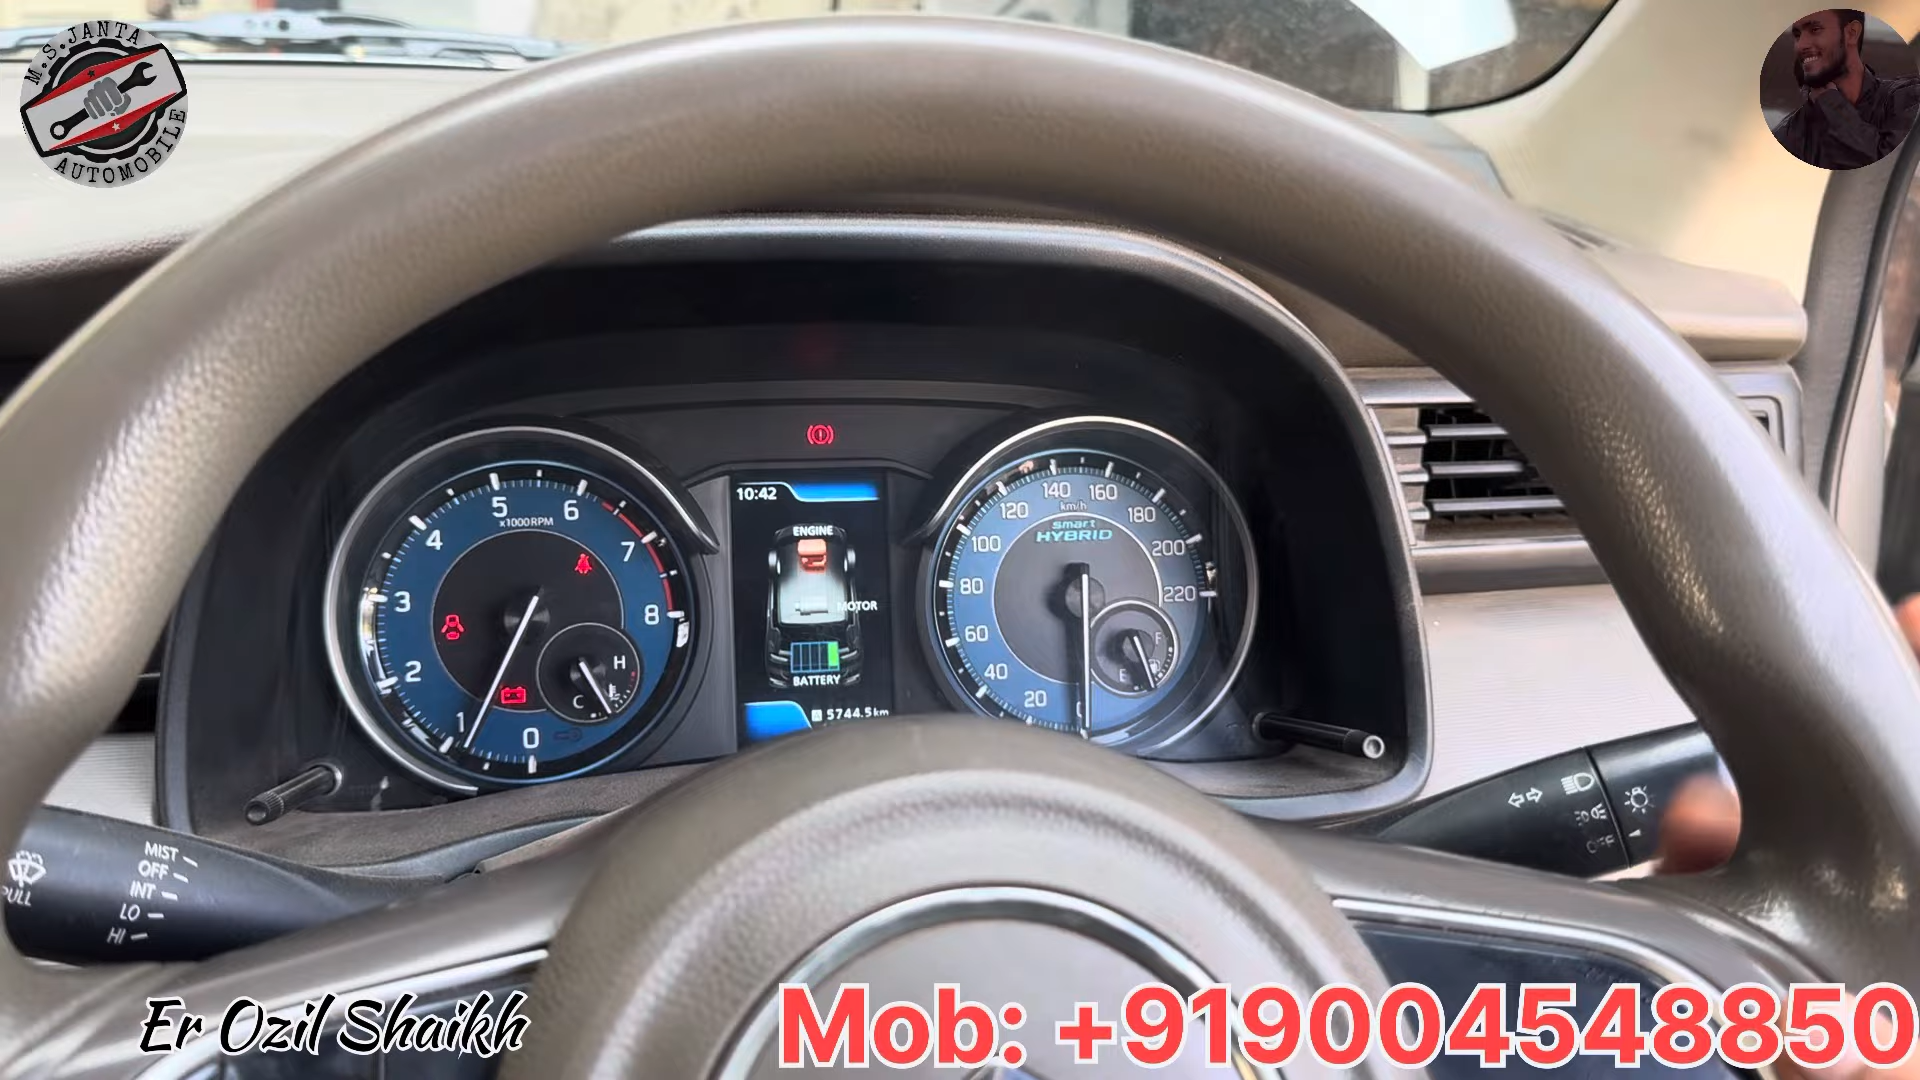 M.S.JANTA
AUTOMOBILE
10:42
ENGINE
MOTOR
BATTERY
5744.5km
0
1
2
3
4
5
6
7
8
x1000RPM
H
C
20
40
60
80
100
120
140
160
180
200
220
km/h
smart
HYBRID
F
E
MIST
OFF
INT
LO
HI
PULL
OFF
Er Ozil Shaikh
Mob: +919004548850